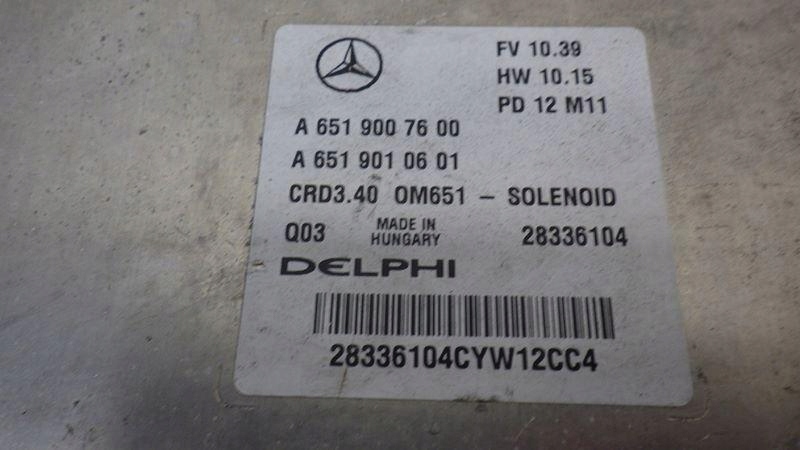 FV 10.39
HW 10.15
PD 12 M11
A 651 900 76 00
A 651 901 06 01
CRD3.40 OM651 – SOLENOID
Q03 MADE IN HUNGARY 28336104
DELPHI
28336104CYW12CC4